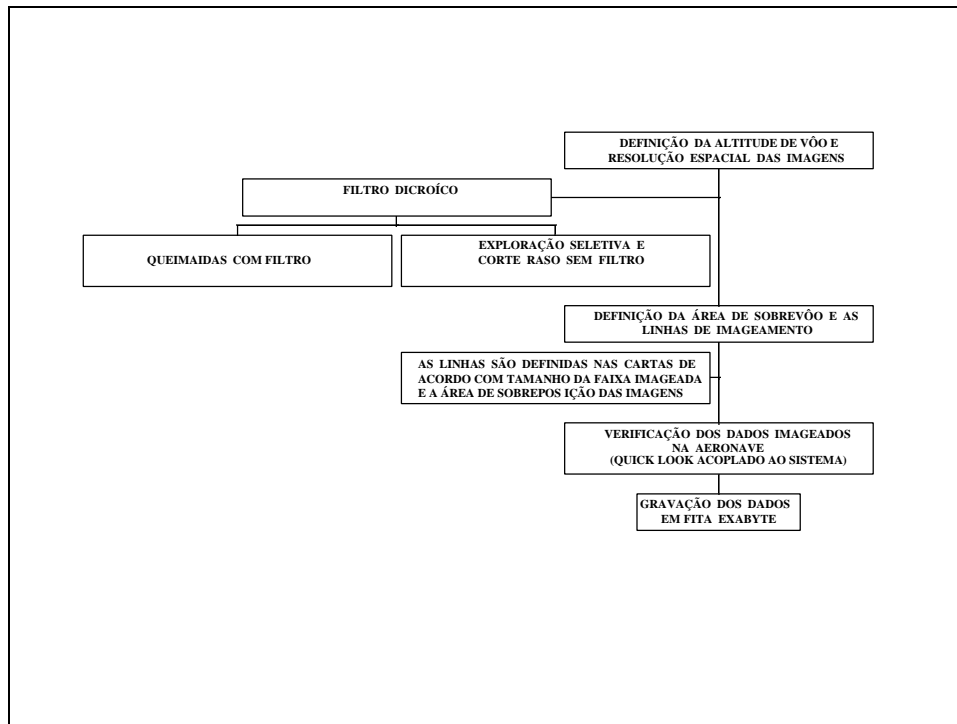 DEFINIÇÃO DA ALTITUDE DE VÔO E
RESOLUÇÃO ESPACIAL DAS IMAGENS
FILTRO DICROÍCO
QUEIMAIDAS COM FILTRO
EXPLORAÇÃO SELETIVA E
CORTE RASO SEM FILTRO
DEFINIÇÃO DA ÁREA DE SOBREVÔO E AS
LINHAS DE IMAGEAMENTO
AS LINHAS SÃO DEFINIDAS NAS CARTAS DE
ACORDO COM TAMANHO DA FAIXA IMAGEADA
E A ÁREA DE SOBREPOS IÇÃO DAS IMAGENS
VERIFICAÇÃO DOS DADOS IMAGEADOS
NA AERONAVE
(QUICK LOOK ACOPLADO AO SISTEMA)
GRAVAÇÃO DOS DADOS
EM FITA EXABYTE